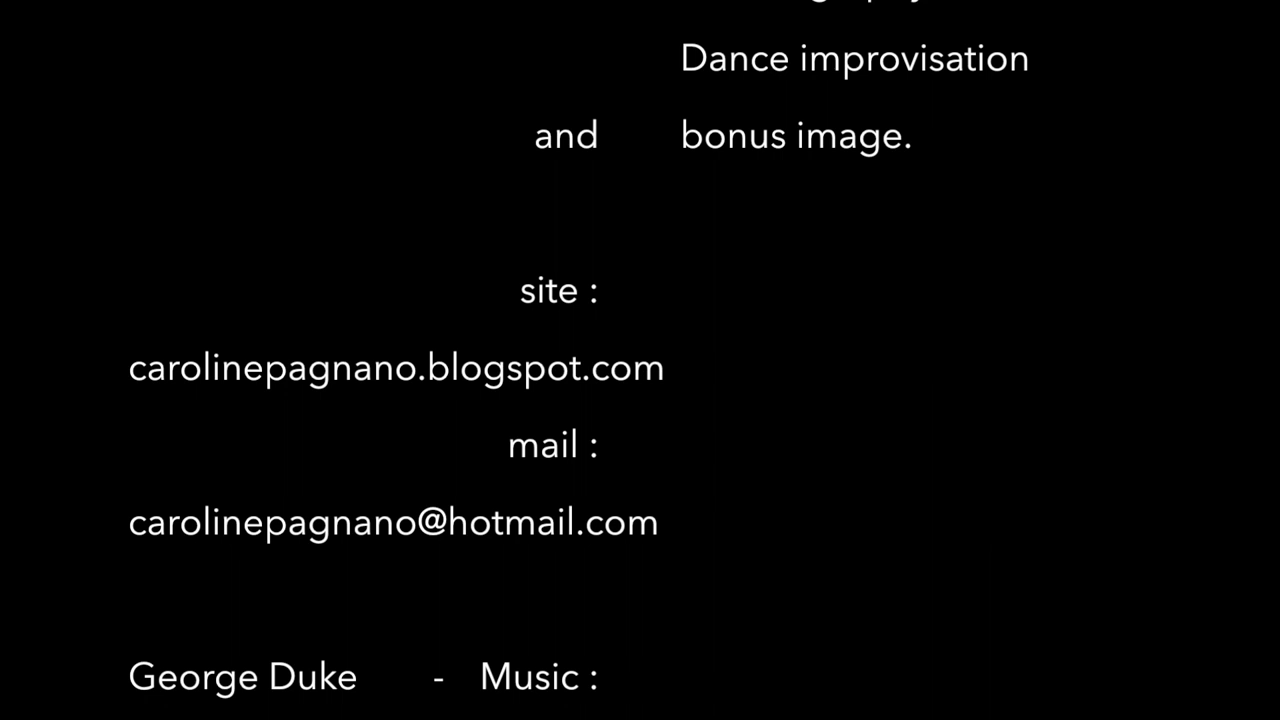 Dance improvisation
and bonus image.
site :
carolinepagnano.blogspot.com
mail :
carolinepagnano@hotmail.com
George Duke - Music :